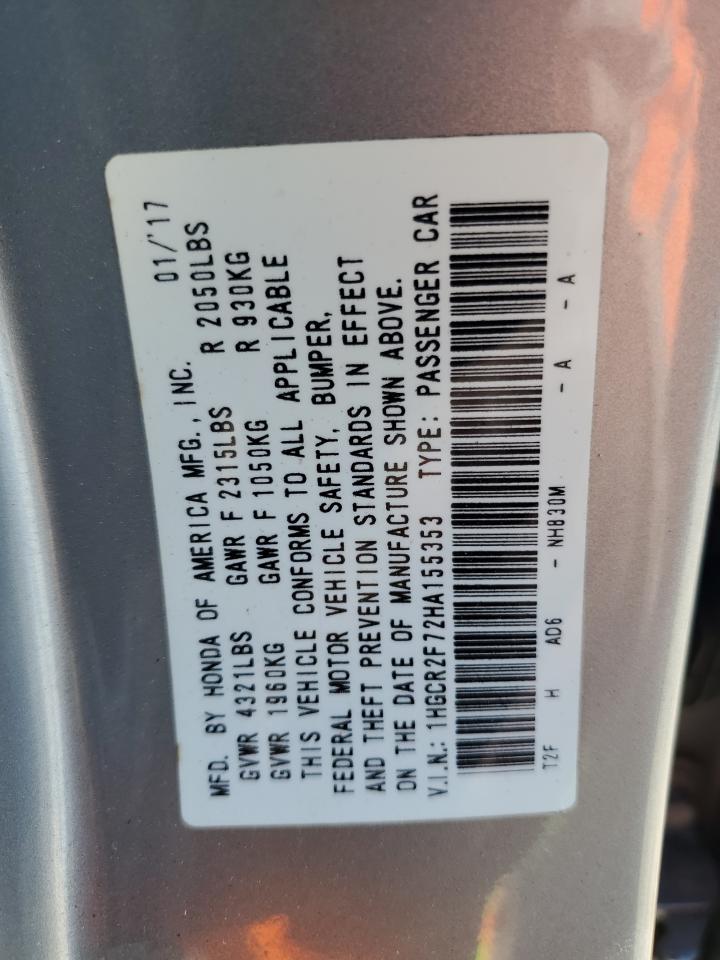 MFD. BY HONDA OF AMERICA MFG., INC. 01/'17
GVWR 4321LBS GAWR F 2315LBS R 2050LBS
GVWR 1960KG GAWR F 1050KG R 930KG
THIS VEHICLE CONFORMS TO ALL APPLICABLE
FEDERAL MOTOR VEHICLE SAFETY, BUMPER,
AND THEFT PREVENTION STANDARDS IN EFFECT
ON THE DATE OF MANUFACTURE SHOWN ABOVE.
V.I.N.: 1HGCR2F72HA155353 TYPE: PASSENGER CAR
T2F H AD6 - NH830M - A - A